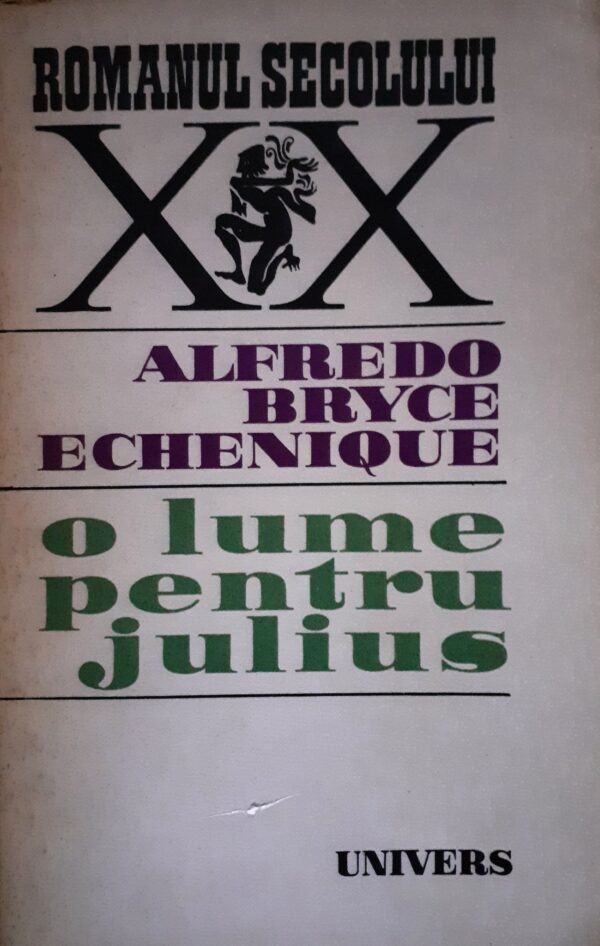 ROMANUL SECOLULUI
XX
ALFREDO
BRYCE
ECHENIQUE
o lume
pentru
julius
UNIVERS